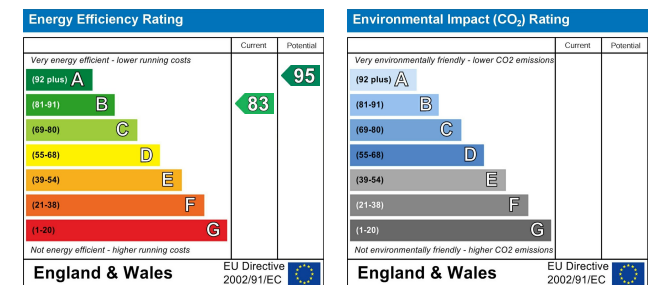 Energy Efficiency Rating
Current Potential
Very energy efficient - lower running costs
(92 plus) A
95
(81-91) B
83
(69-80) C
(55-68) D
(39-54) E
(21-38) F
(1-20) G
Not energy efficient - higher running costs
England & Wales
EU Directive
2002/91/EC
Environmental Impact (CO₂) Rating
Current Potential
Very environmentally friendly - lower CO2 emissions
(92 plus) A
(81-91) B
(69-80) C
(55-68) D
(39-54) E
(21-38) F
(1-20) G
Not environmentally friendly - higher CO2 emissions
England & Wales
EU Directive
2002/91/EC